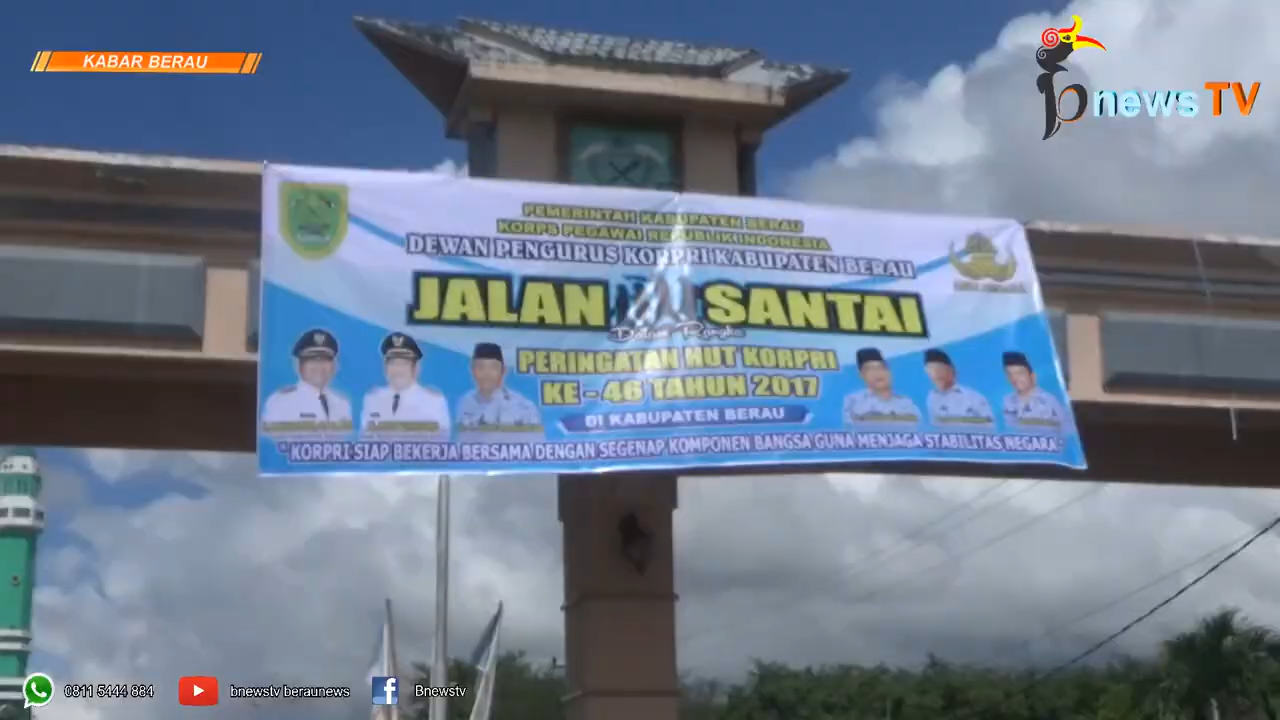 KABAR BERAU
bnews TV
PEMERINTAH KABUPATEN BERAU
KORPS PEGAWAI REPUBLIK INDONESIA
DEWAN PENGURUS KORPRI KABUPATEN BERAU
JALAN SANTAI
Dalam Rangka
PERINGATAN HUT KORPRI
KE - 46 TAHUN 2017
DI KABUPATEN BERAU
"KORPRI SIAP BEKERJA BERSAMA DENGAN SEGENAP KOMPONEN BANGSA GUNA MENJAGA STABILITAS NEGARA"
0811 5444 884 bnewstv beraunews Bnewstv